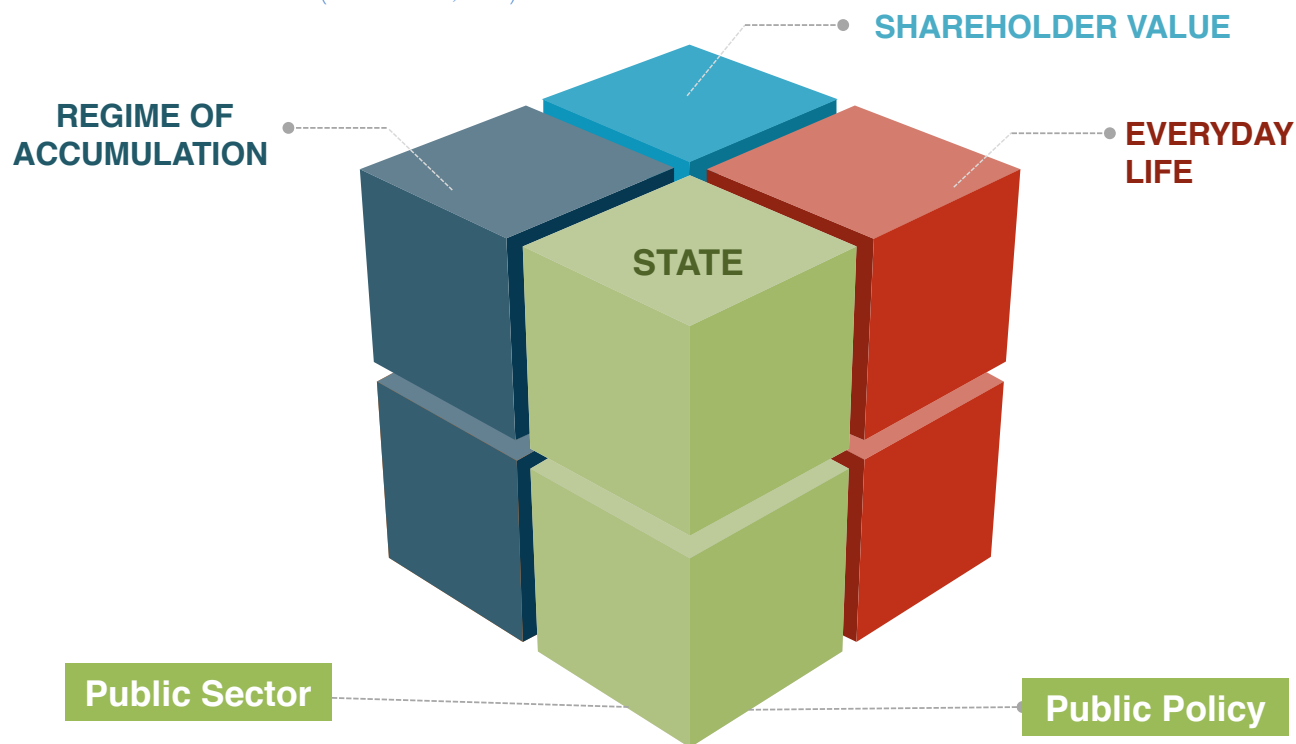 SHAREHOLDER VALUE
REGIME OF
ACCUMULATION
EVERYDAY
LIFE
STATE
Public Sector
Public Policy